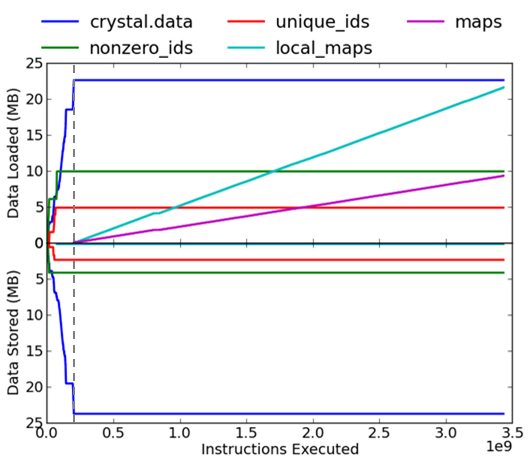 crystal.data unique_ids maps
nonzero_ids local_maps
Data Loaded (MB)
25
20
15
10
5
0
Data Stored (MB)
5
10
15
20
25
0.0 0.5 1.0 1.5 2.0 2.5 3.0 3.5
Instructions Executed
1e9